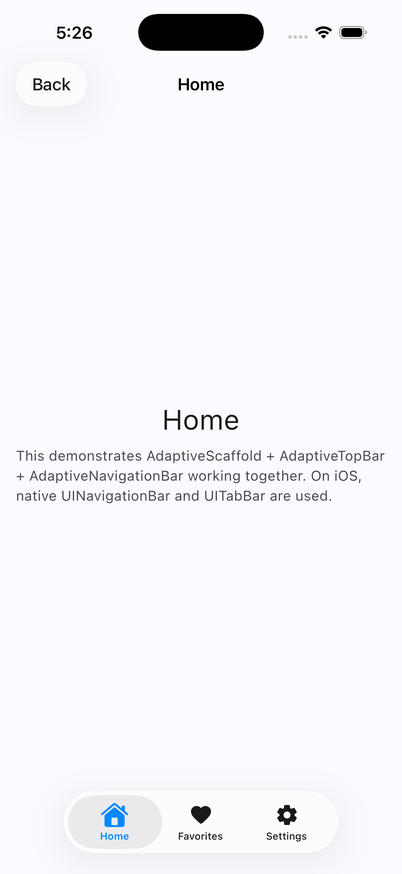 5:26
Back
Home
Home
This demonstrates AdaptiveScaffold + AdaptiveTopBar
+ AdaptiveNavigationBar working together. On iOS,
native UINavigationBar and UITabBar are used.
Home
Favorites
Settings